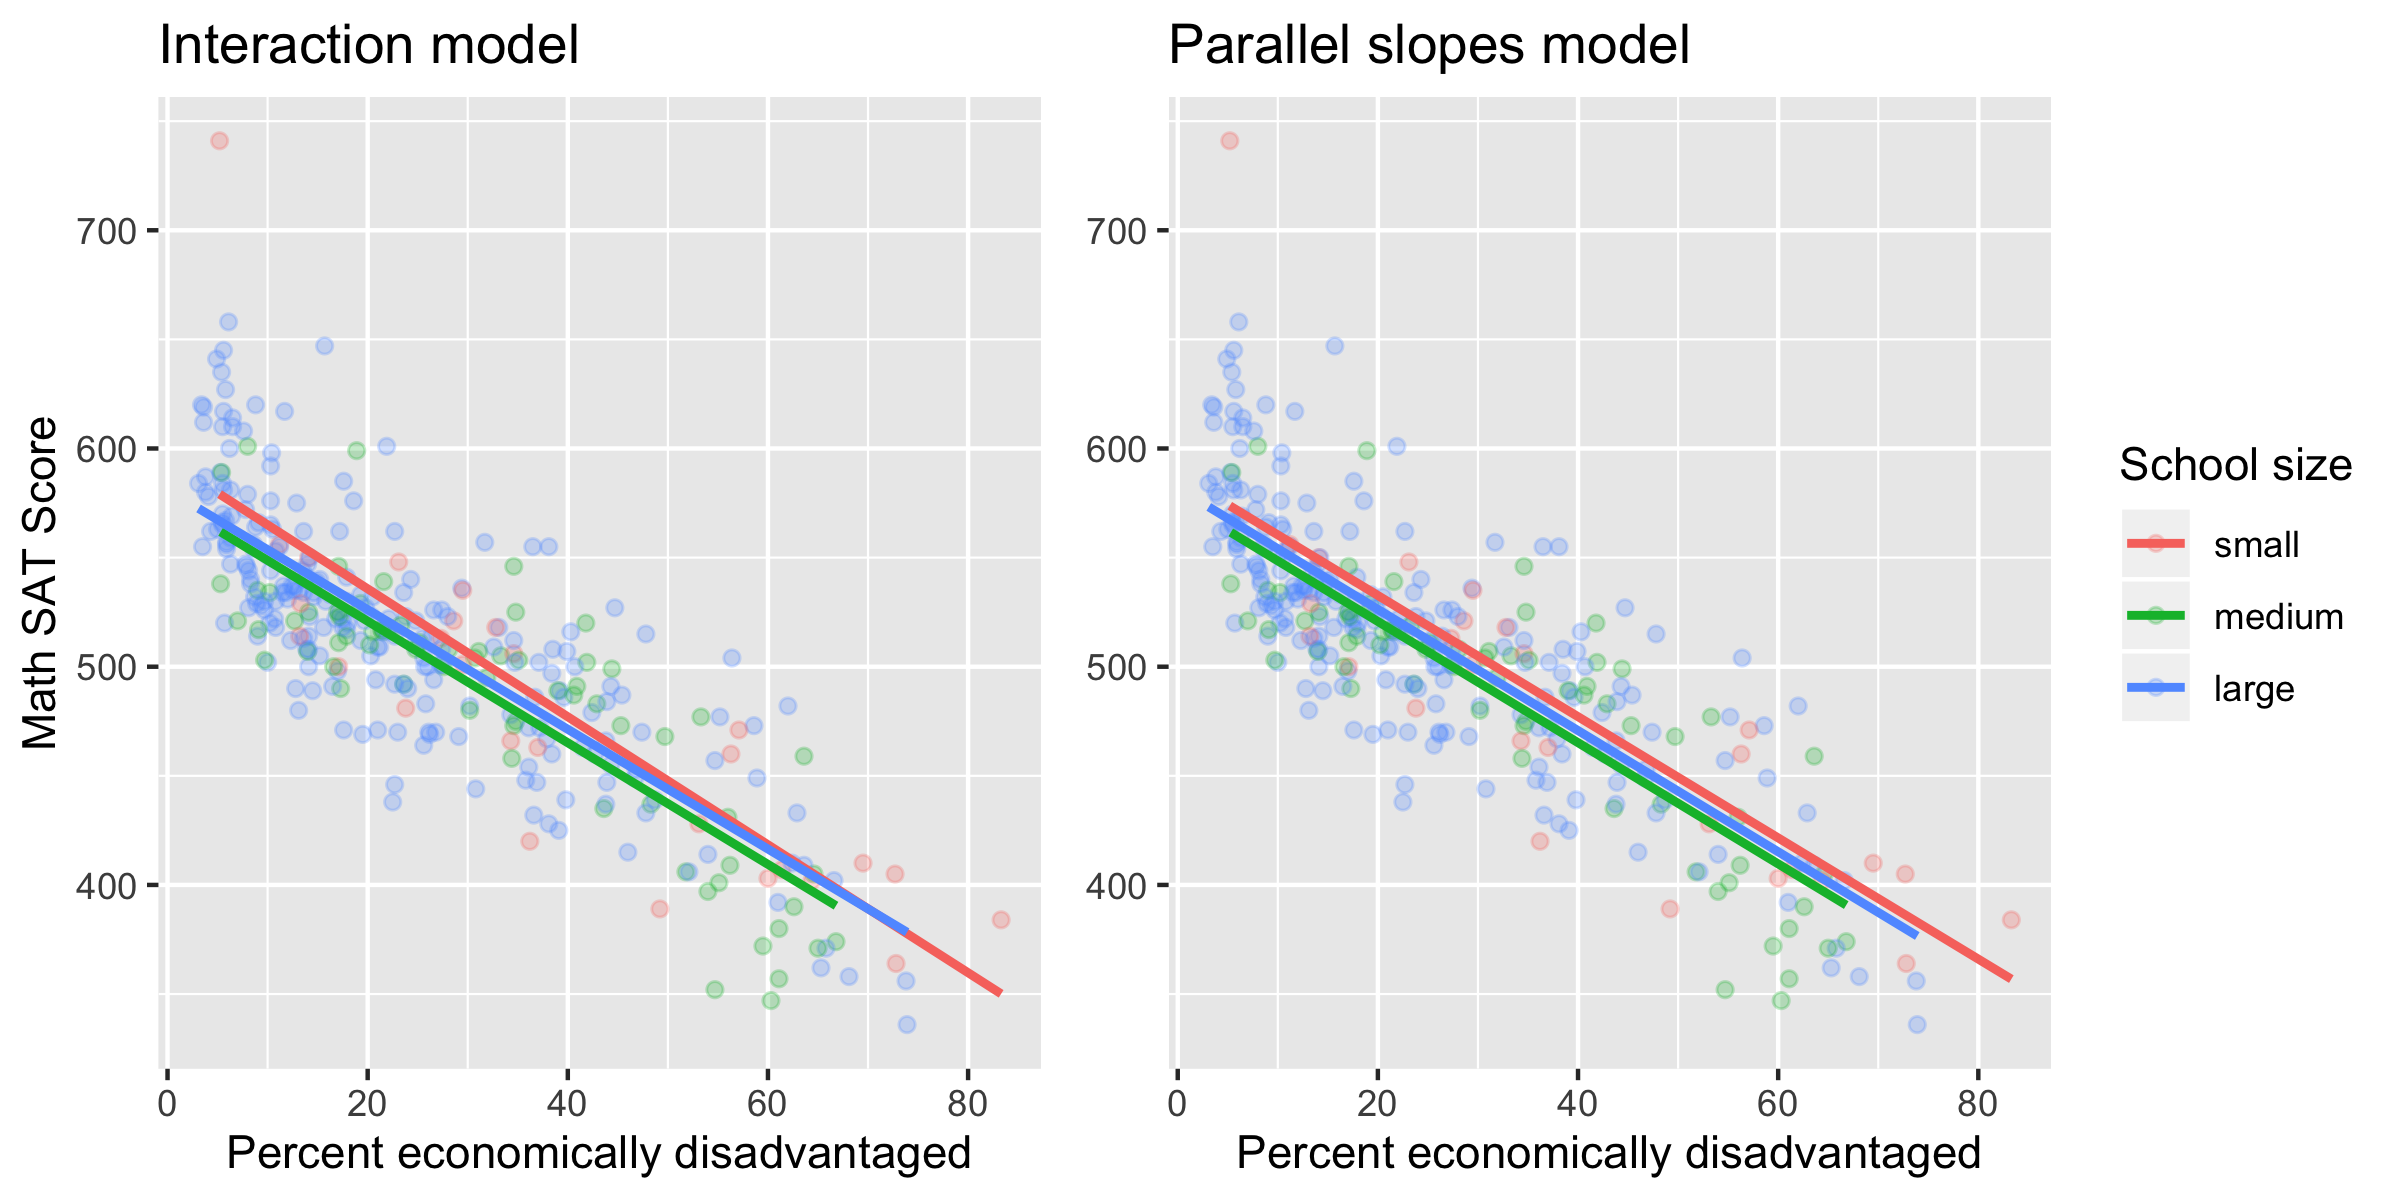 Interaction model
Parallel slopes model
Math SAT Score
700
600
500
400
0 20 40 60 80
Percent economically disadvantaged
700
600
500
400
0 20 40 60 80
Percent economically disadvantaged
School size
small
medium
large